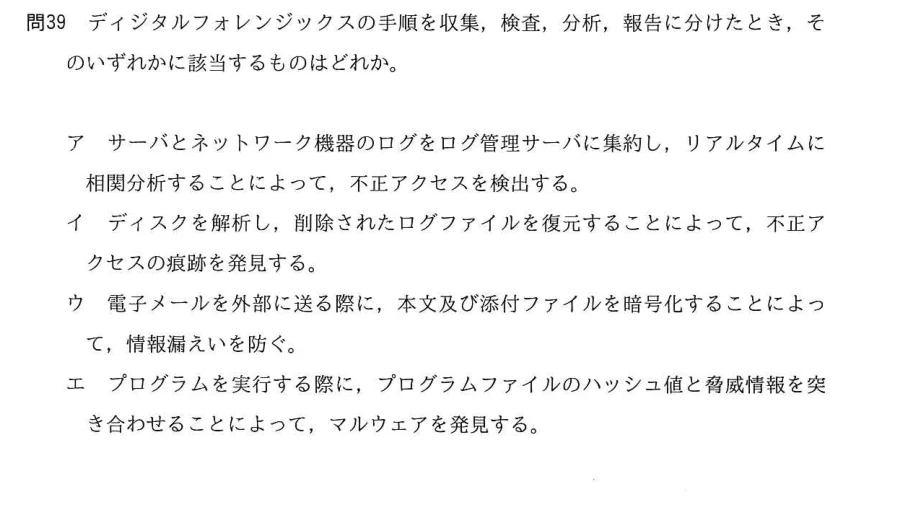 問39　ディジタルフォレンジックスの手順を収集，検査，分析，報告に分けたとき，そ
のいずれかに該当するものはどれか。
ア　サーバとネットワーク機器のログをログ管理サーバに集約し，リアルタイムに
相関分析することによって，不正アクセスを検出する。
イ　ディスクを解析し，削除されたログファイルを復元することによって，不正ア
クセスの痕跡を発見する。
ウ　電子メールを外部に送る際に，本文及び添付ファイルを暗号化することによっ
て，情報漏えいを防ぐ。
エ　プログラムを実行する際に，プログラムファイルのハッシュ値と脅威情報を突
き合わせることによって，マルウェアを発見する。